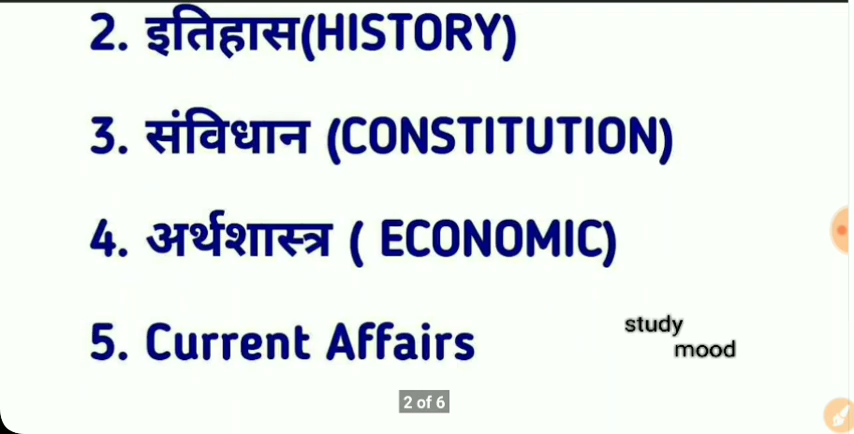 2. इतिहास(HISTORY)
3. संविधान (CONSTITUTION)
4. अर्थशास्त्र ( ECONOMIC)
5. Current Affairs
study
mood
2 of 6